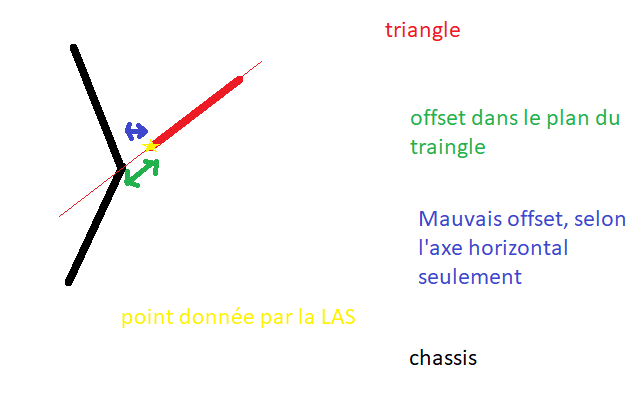 triangle
offset dans le plan du
traingle
Mauvais offset, selon
l'axe horizontal
seulement
point donnée par la LAS
chassis